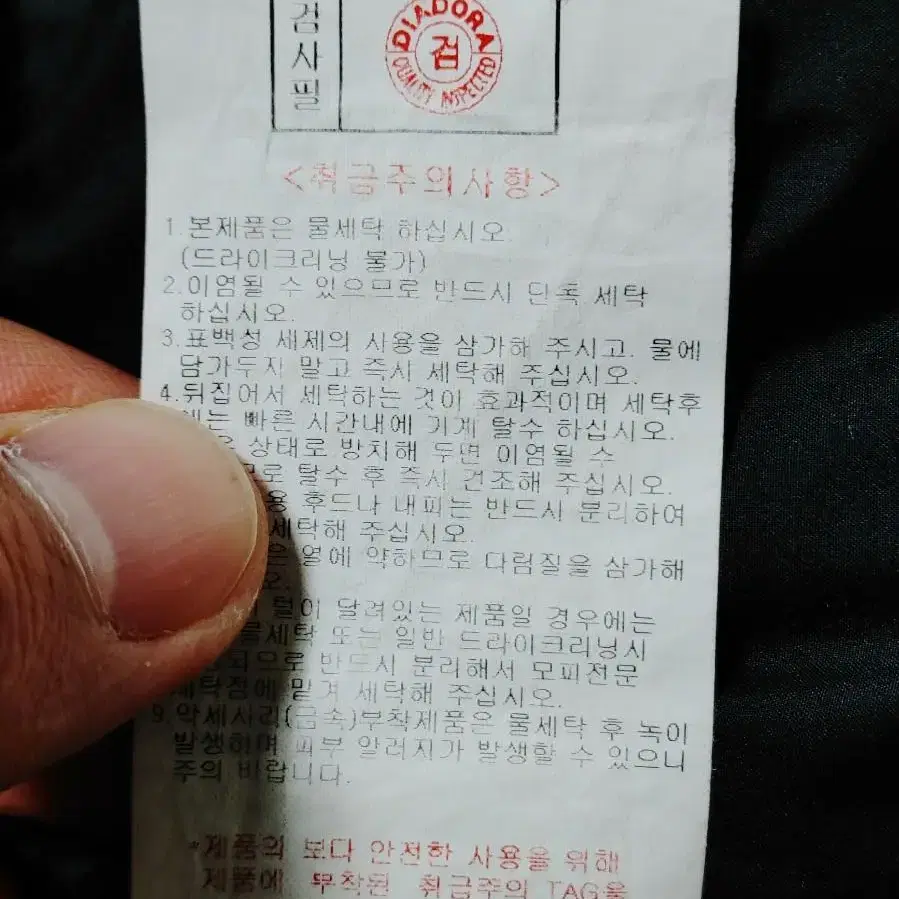 검사필
DIADORA
검
QUALITY INSPECTED
<취급주의사항>
1.본제품은 물세탁 하십시오
(드라이크리닝 불가)
2.이염될 수 있으므로 반드시 단독 세탁
하십시오.
3.표백성 세제의 사용을 삼가해 주시고. 물에
담가두지 말고 즉시 세탁해 주십시오.
4.뒤집어서 세탁하는 것이 효과적이며 세탁후
에는 빠른 시간내에 기계 탈수 하십시오.
상태로 방치해 두면 이염될 수
탈수 후 즉시 건조해 주십시오.
후드나 내피는 반드시 분리하여
세탁해 주십시오.
열에 약하므로 다림질을 삼가해
털이 달려있는 제품일 경우에는
물세탁 또는 일반 드라이크리닝시
되므로 반드시 분리해서 모피전문
세탁점에 맡겨 세탁해 주십시오.
9.악세사리(금속)부착제품은 물세탁 후 녹이
발생하며 피부 알러지가 발생할 수 있으니
주의 바랍니다.
*제품의 보다 안전한 사용을 위해
제품에 부착된 취급주의 TAG을